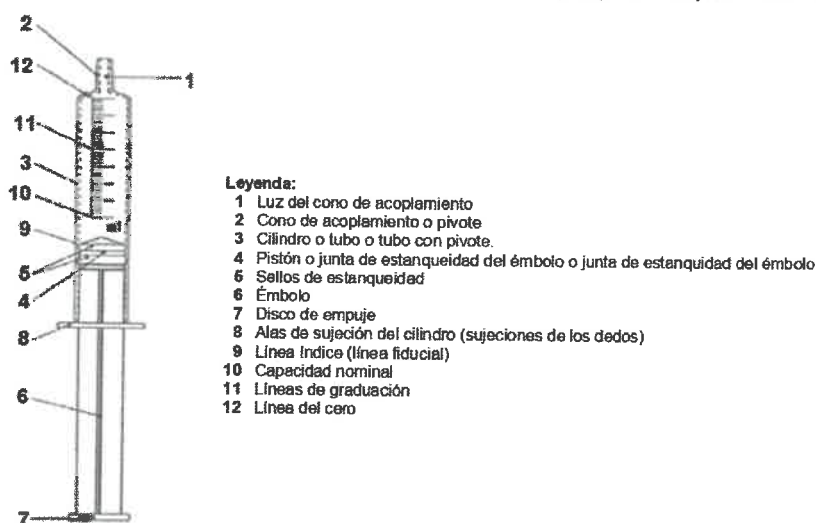 2
12
1
11
3
10
9
5
4
8
6
7
Leyenda:
1 Luz del cono de acoplamiento
2 Cono de acoplamiento o pivote
3 Cilindro o tubo o tubo con pivote.
4 Pistón o junta de estanqueidad del émbolo o junta de estanquidad del émbolo
5 Sellos de estanqueidad
6 Émbolo
7 Disco de empuje
8 Alas de sujeción del cilindro (sujeciones de los dedos)
9 Línea índice (línea fiducial)
10 Capacidad nominal
11 Líneas de graduación
12 Línea del cero